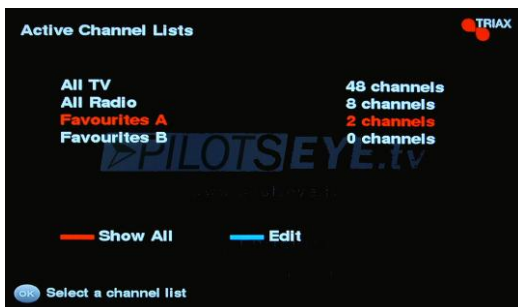 Active Channel Lists
TRIAX
All TV 48 channels
All Radio 8 channels
Favourites A 2 channels
Favourites B 0 channels
PILOTSEYE.tv
Show All Edit
OK Select a channel list